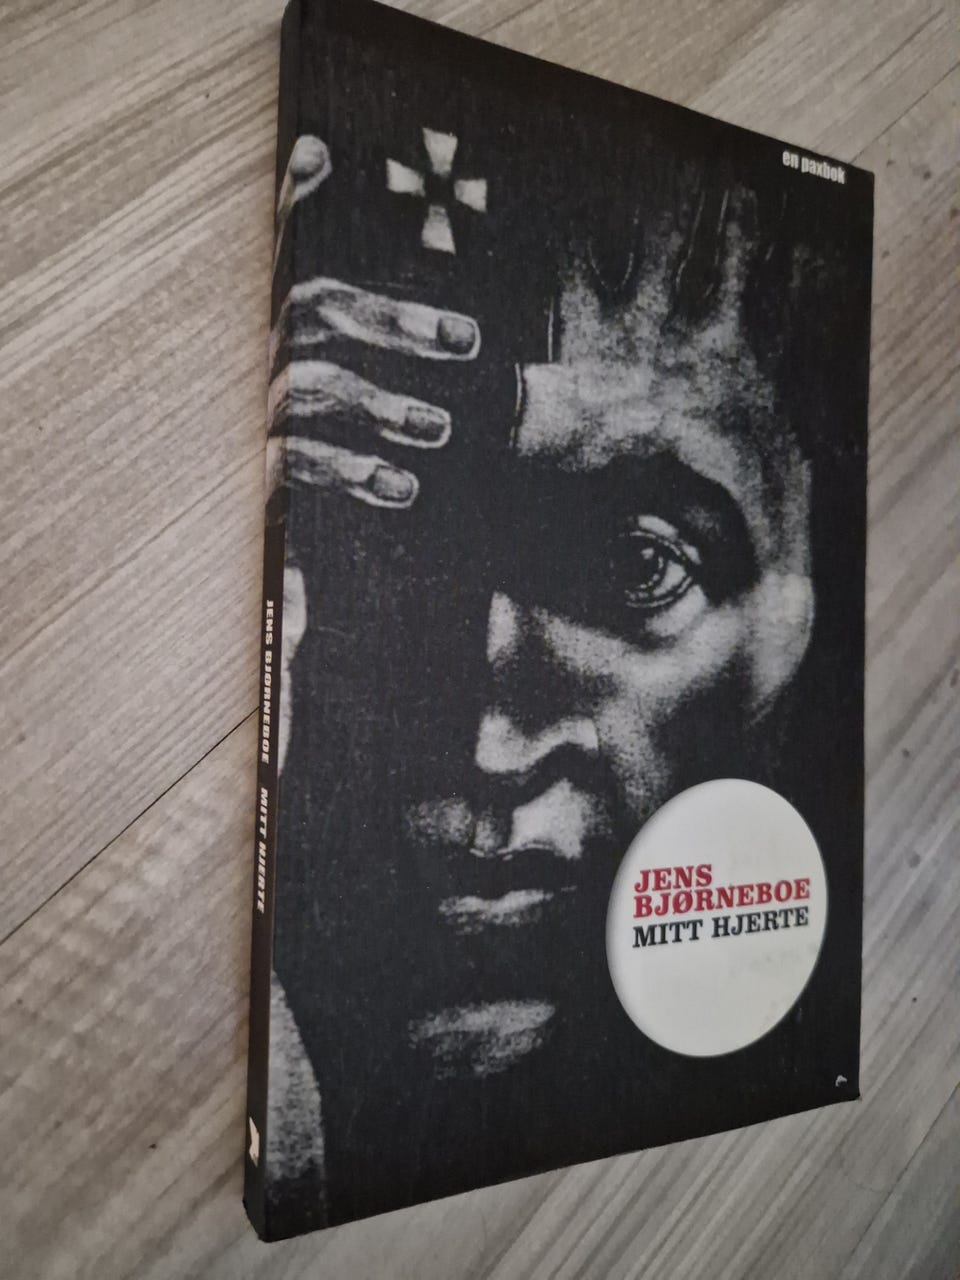 en paxbok
JENS
BJØRNEBOE
MITT HJERTE
JENS BJØRNEBOE MITT HJERTE